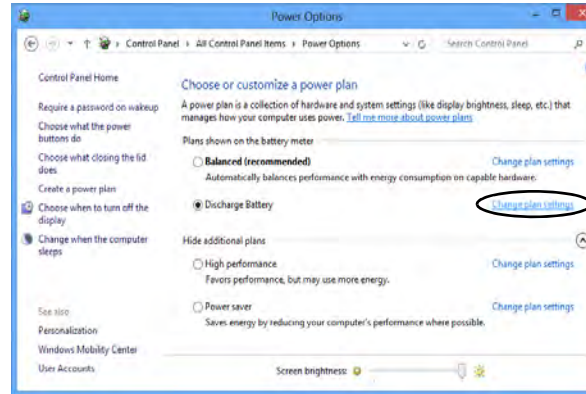 Power Options
Control Panel › All Control Panel Items › Power Options
Search Control Panel
Control Panel Home
Require a password on wakeup
Choose what the power
buttons do
Choose what closing the lid
does
Create a power plan
Choose when to turn off the
display
Change when the computer
sleeps
See also
Personalization
Windows Mobility Center
User Accounts
Choose or customize a power plan
A power plan is a collection of hardware and system settings (like display brightness, sleep, etc.) that
manages how your computer uses power. Tell me more about power plans
Plans shown on the battery meter
Balanced (recommended) Change plan settings
Automatically balances performance with energy consumption on capable hardware.
Discharge Battery Change plan settings
Hide additional plans
High performance Change plan settings
Favors performance, but may use more energy.
Power saver Change plan settings
Saves energy by reducing your computer's performance where possible.
Screen brightness: